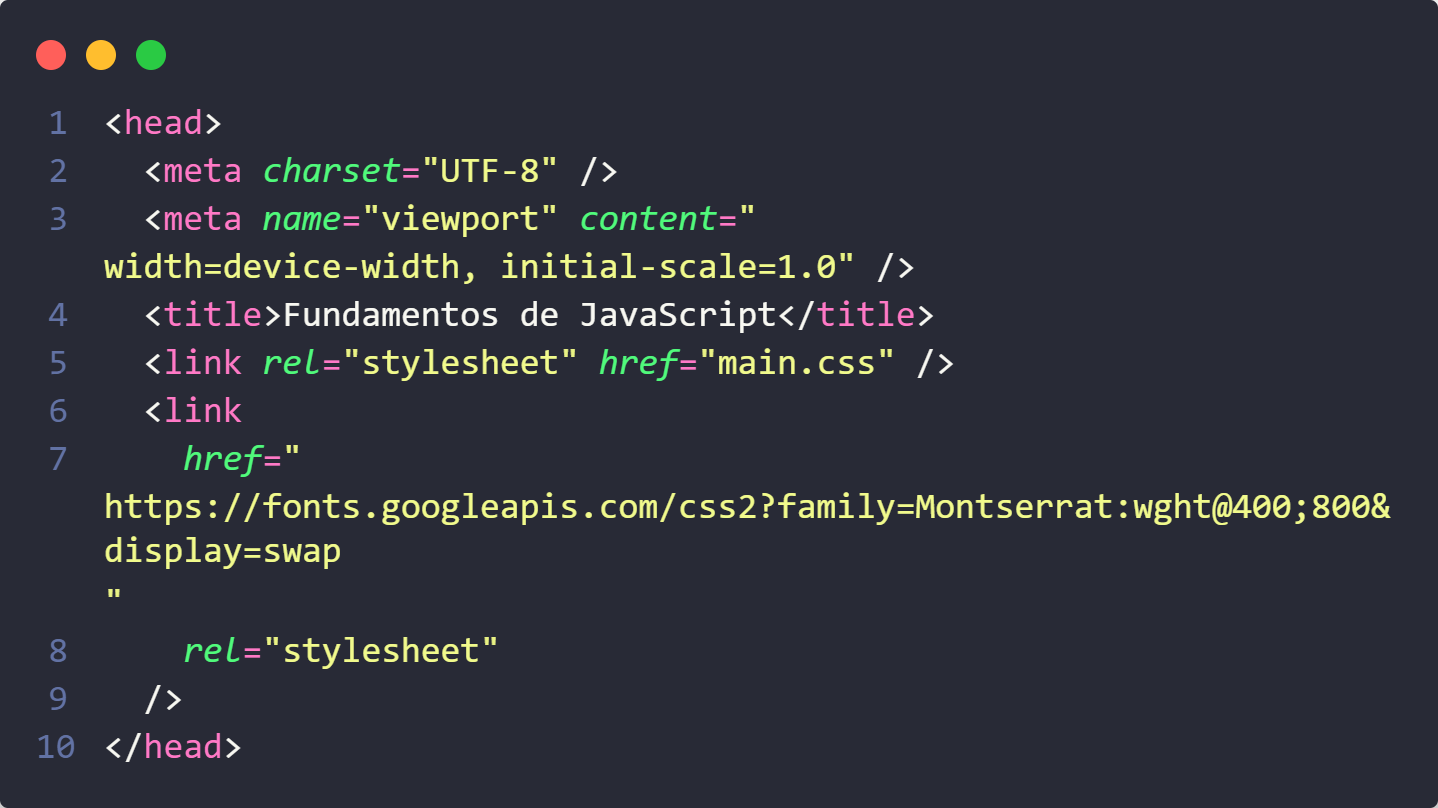 1 <head>
2   <meta charset="UTF-8" />
3   <meta name="viewport" content="
width=device-width, initial-scale=1.0" />
4   <title>Fundamentos de JavaScript</title>
5   <link rel="stylesheet" href="main.css" />
6   <link
7     href="
https://fonts.googleapis.com/css2?family=Montserrat:wght@400;800&
display=swap
"
8     rel="stylesheet"
9   />
10 </head>